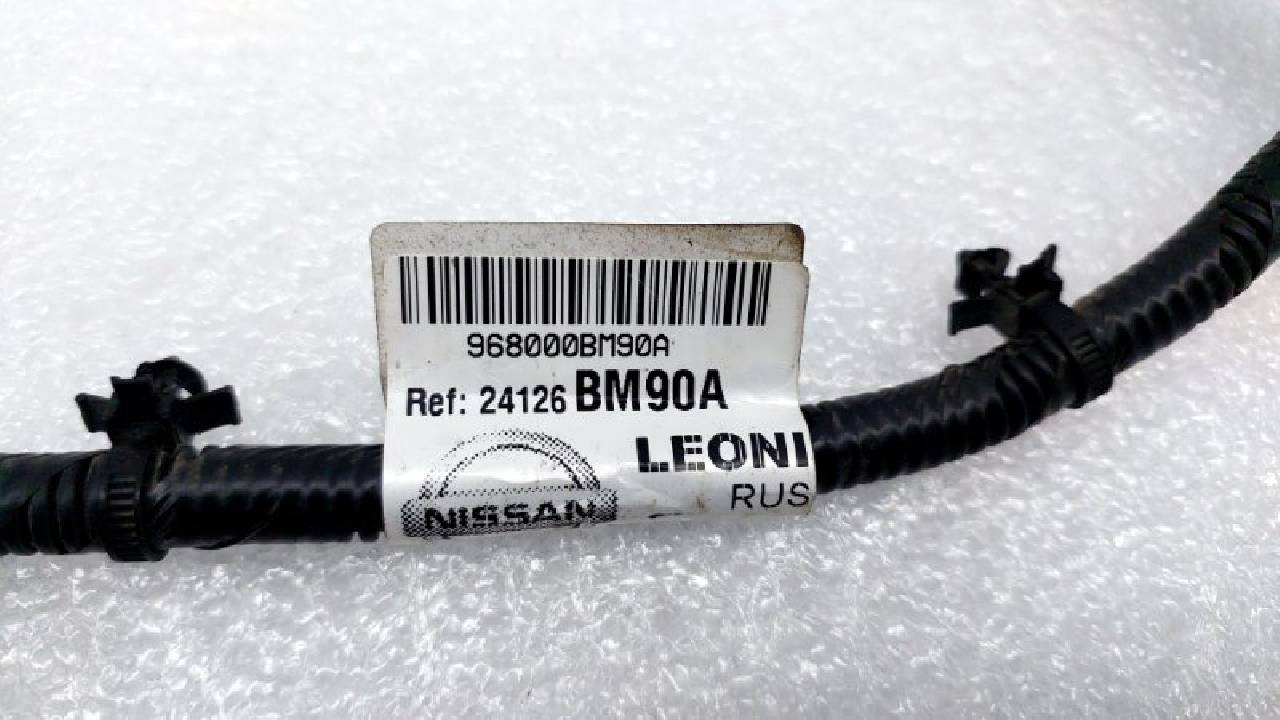 968000BM90A
Ref: 24126 BM90A
LEONI
RUS
NISSAN